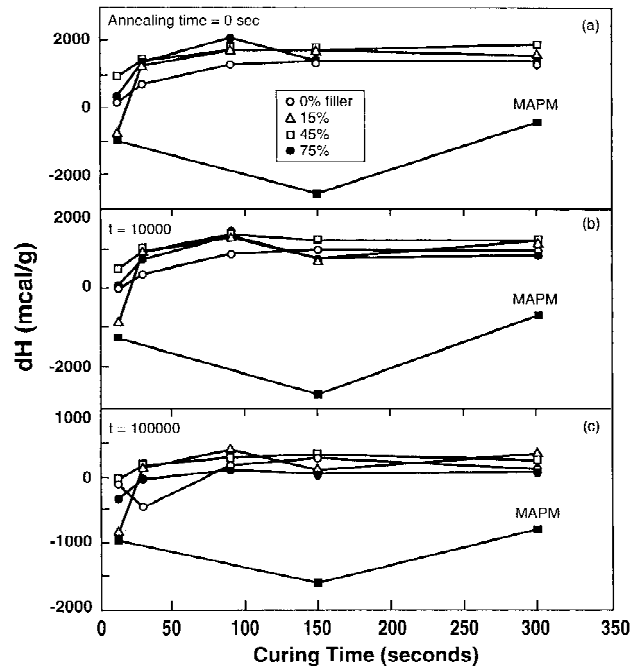 Annealing time = 0 sec
(a)
2000
0
-2000
0% filler
15%
45%
75%
MAPM
2000
t = 10000
(b)
0
-2000
MAPM
dH (mcal/g)
1000
t = 100000
(c)
0
-1000
-2000
MAPM
0 50 100 150 200 250 300 350
Curing Time (seconds)